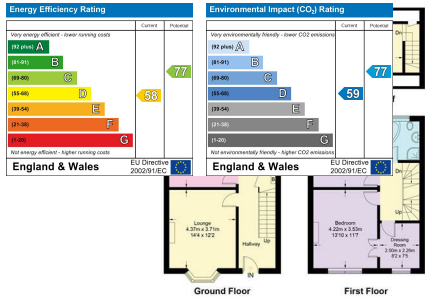 Energy Efficiency Rating
Current
Potential
Very energy efficient - lower running costs
(92 plus) A
(81-91) B
(69-80) C
(55-68) D
(39-54) E
(21-38) F
(1-20) G
77
58
Not energy efficient - higher running costs
England & Wales
EU Directive
2002/91/EC
Environmental Impact (CO₂) Rating
Current
Potential
Very environmentally friendly - lower CO2 emissions
(92 plus) A
(81-91) B
(69-80) C
(55-68) D
(39-54) E
(21-38) F
(1-20) G
77
59
Not environmentally friendly - higher CO2 emissions
England & Wales
EU Directive
2002/91/EC
Dn
Dn
Up
B
Lounge
4.37m x 3.71m
14'4 x 12'2
Up
Hallway
IN
Ground Floor
Bedroom
4.22m x 3.53m
13'10 x 11'7
Dressing
Room
2.50m x 2.26m
8'2 x 7'5
First Floor